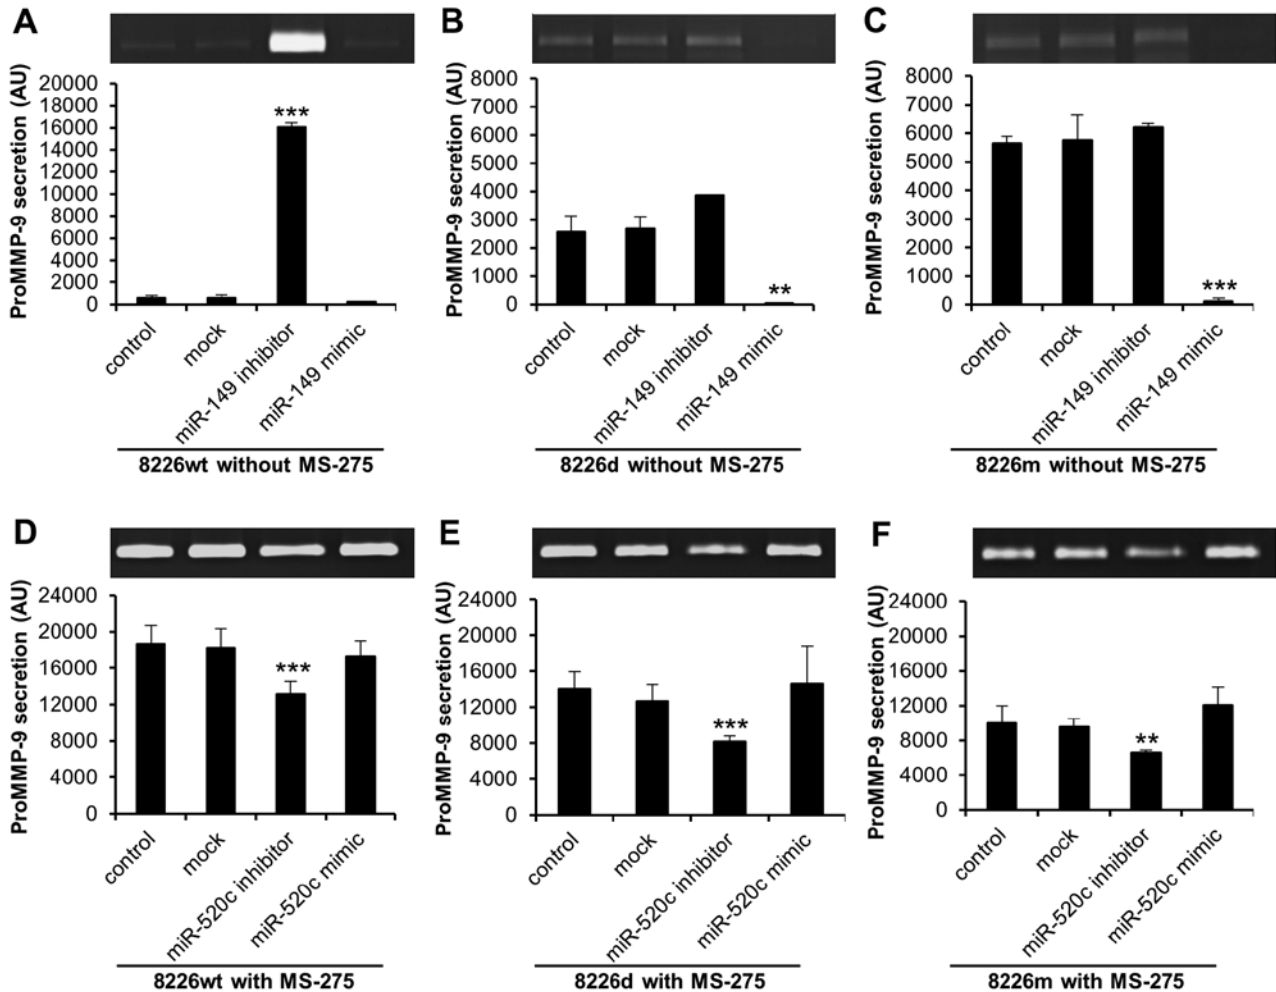 A
ProMMP-9 secretion (AU)
20000
18000
16000
14000
12000
10000
8000
6000
4000
2000
0
***
control
mock
miR-149 inhibitor
miR-149 mimic
8226wt without MS-275
B
ProMMP-9 secretion (AU)
8000
7000
6000
5000
4000
3000
2000
1000
0
**
control
mock
miR-149 inhibitor
miR-149 mimic
8226d without MS-275
C
ProMMP-9 secretion (AU)
8000
7000
6000
5000
4000
3000
2000
1000
0
***
control
mock
miR-149 inhibitor
miR-149 mimic
8226m without MS-275
D
ProMMP-9 secretion (AU)
24000
20000
16000
12000
8000
4000
0
***
control
mock
miR-520c inhibitor
miR-520c mimic
8226wt with MS-275
E
ProMMP-9 secretion (AU)
24000
20000
16000
12000
8000
4000
0
***
control
mock
miR-520c inhibitor
miR-520c mimic
8226d with MS-275
F
ProMMP-9 secretion (AU)
24000
20000
16000
12000
8000
4000
0
**
control
mock
miR-520c inhibitor
miR-520c mimic
8226m with MS-275